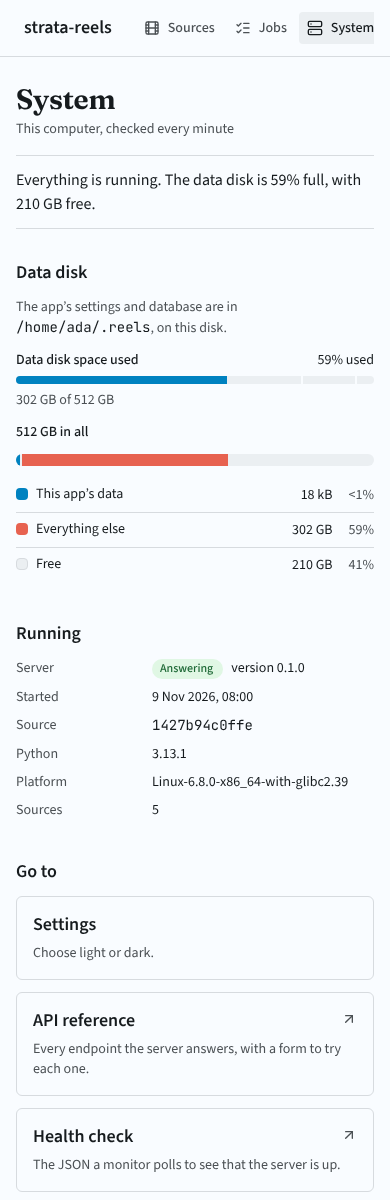 strata-reels
Sources
Jobs
System
System
This computer, checked every minute
Everything is running. The data disk is 59% full, with
210 GB free.
Data disk
The app’s settings and database are in
/home/ada/.reels, on this disk.
Data disk space used 59% used
302 GB of 512 GB
512 GB in all
This app’s data 18 kB <1%
Everything else 302 GB 59%
Free 210 GB 41%
Running
Server Answering version 0.1.0
Started 9 Nov 2026, 08:00
Source 1427b94c0ffe
Python 3.13.1
Platform Linux-6.8.0-x86_64-with-glibc2.39
Sources 5
Go to
Settings
Choose light or dark.
API reference
Every endpoint the server answers, with a form to try
each one.
Health check
The JSON a monitor polls to see that the server is up.